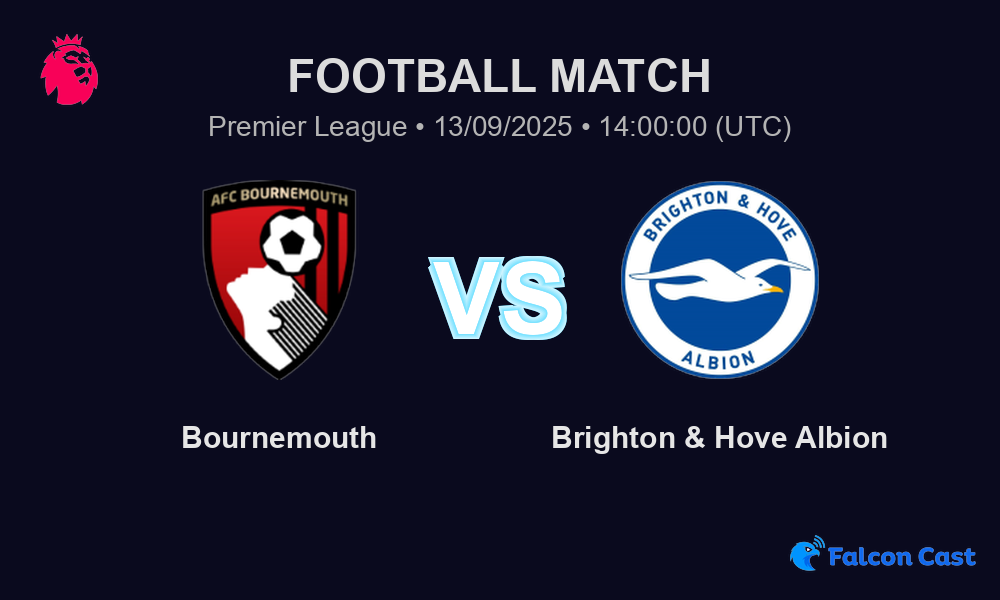 FOOTBALL MATCH
Premier League • 13/09/2025 • 14:00:00 (UTC)
AFC BOURNEMOUTH
VS
BRIGHTON & HOVE
ALBION
Bournemouth
Brighton & Hove Albion
Falcon Cast